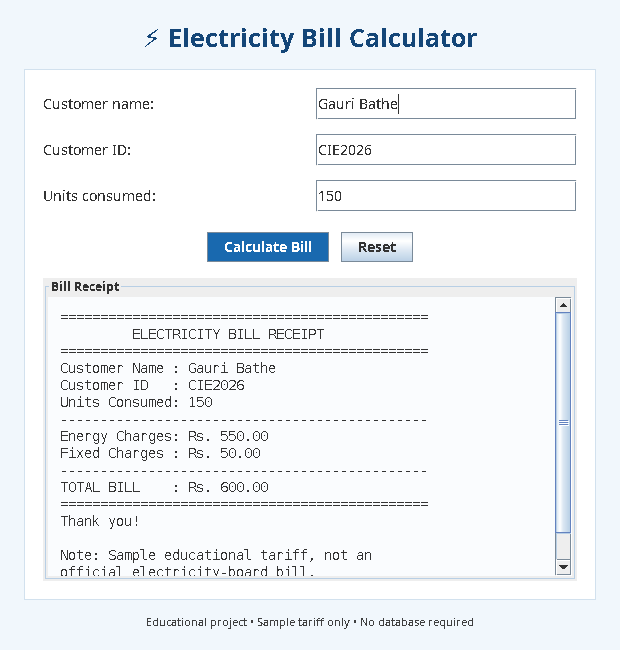 ⚡ Electricity Bill Calculator
Customer name: Gauri Bathe
Customer ID: CIE2026
Units consumed: 150
Calculate Bill Reset
Bill Receipt
==============================================
ELECTRICITY BILL RECEIPT
==============================================
Customer Name : Gauri Bathe
Customer ID   : CIE2026
Units Consumed: 150
----------------------------------------------
Energy Charges: Rs. 550.00
Fixed Charges : Rs. 50.00
----------------------------------------------
TOTAL BILL    : Rs. 600.00
==============================================
Thank you!
Note: Sample educational tariff, not an
official electricity-board bill.
Educational project • Sample tariff only • No database required